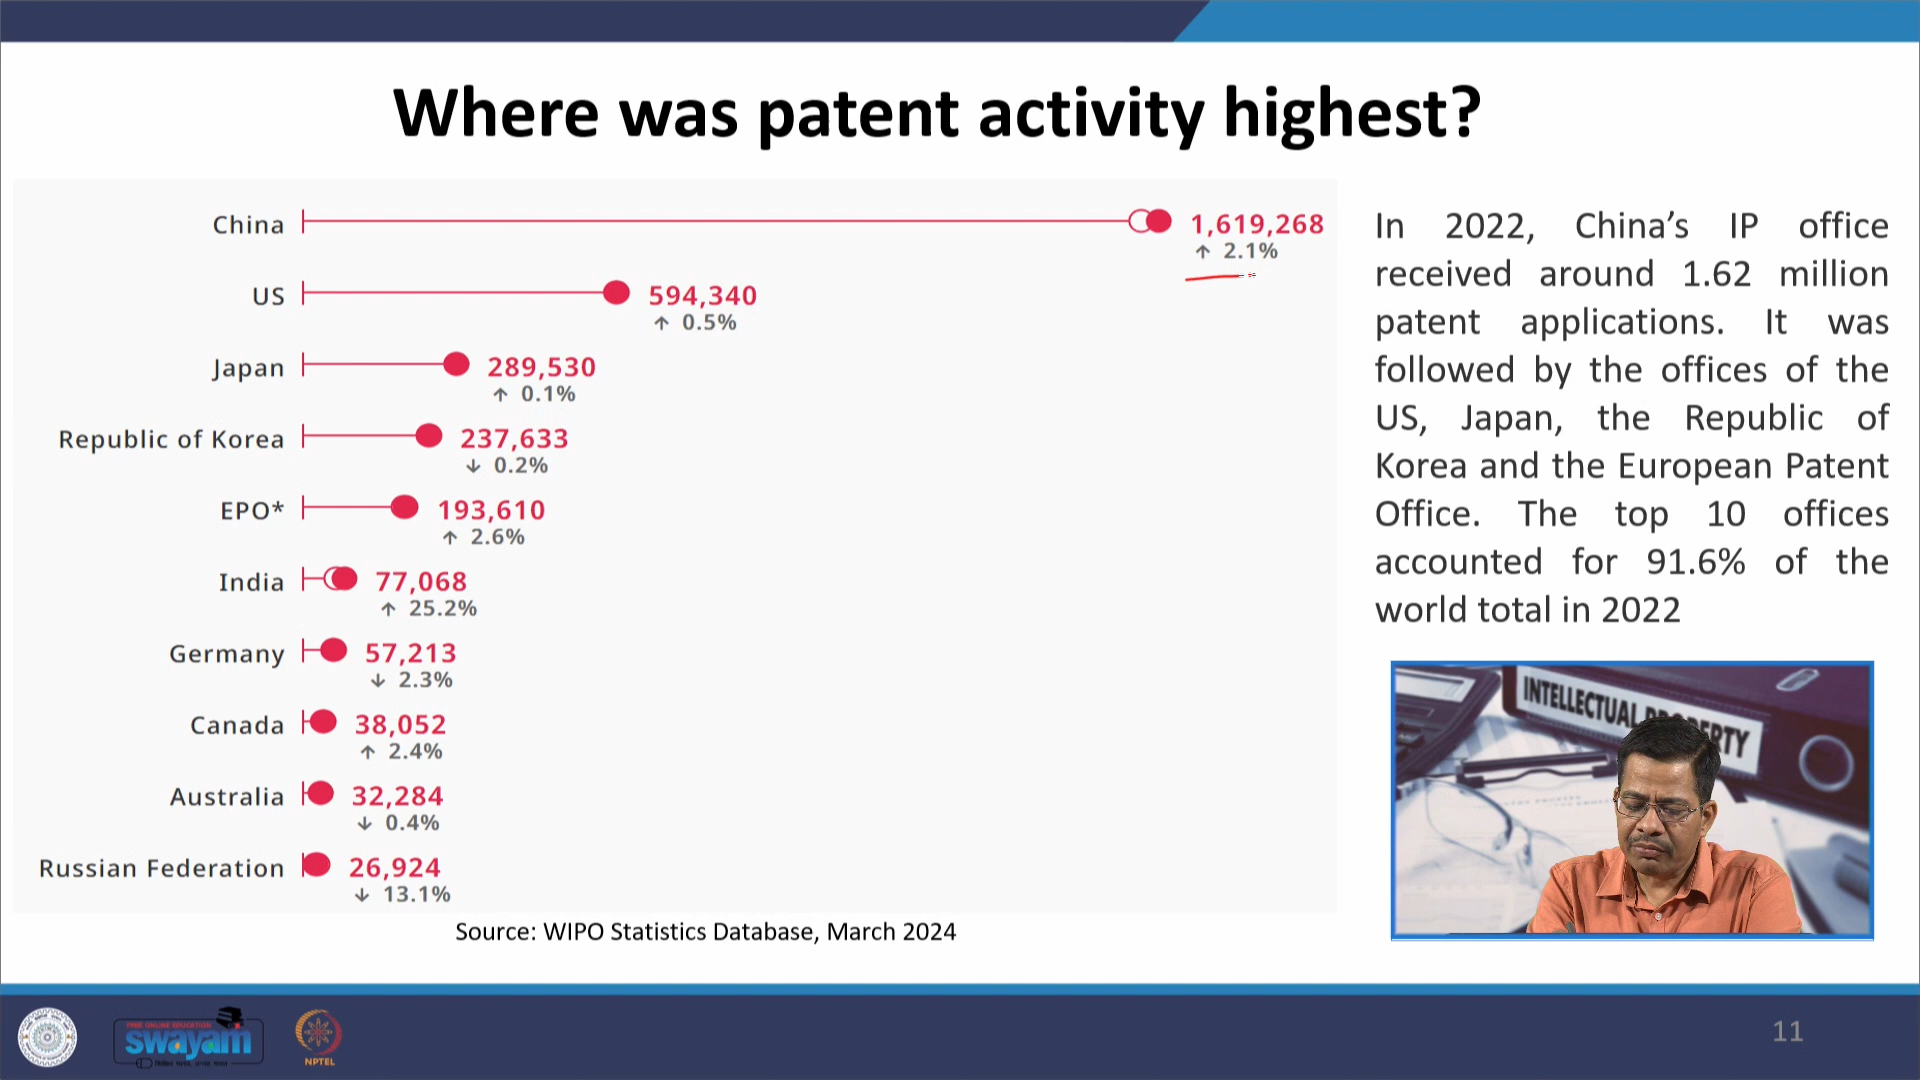 Where was patent activity highest?
China
1,619,268
↑ 2.1%
US
594,340
↑ 0.5%
Japan
289,530
↑ 0.1%
Republic of Korea
237,633
↓ 0.2%
EPO*
193,610
↑ 2.6%
India
77,068
↑ 25.2%
Germany
57,213
↓ 2.3%
Canada
38,052
↑ 2.4%
Australia
32,284
↓ 0.4%
Russian Federation
26,924
↓ 13.1%
Source: WIPO Statistics Database, March 2024
In 2022, China’s IP office
received around 1.62 million
patent applications. It was
followed by the offices of the
US, Japan, the Republic of
Korea and the European Patent
Office. The top 10 offices
accounted for 91.6% of the
world total in 2022
INTELLECTUAL
FREE ONLINE EDUCATION
swayam
NPTEL
11